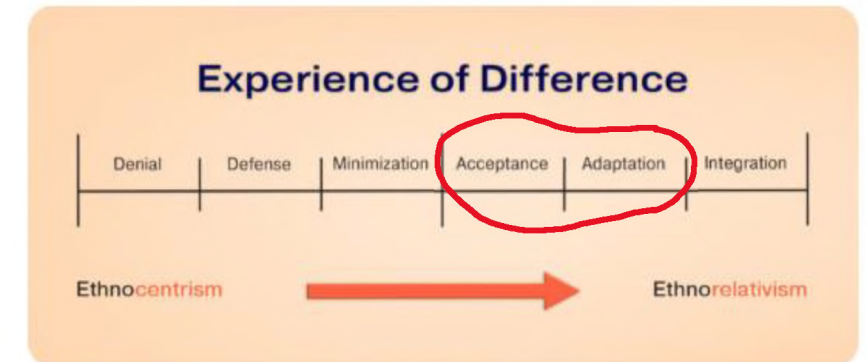 Experience of Difference
Denial Defense Minimization Acceptance Adaptation Integration
Ethnocentrism Ethnorelativism